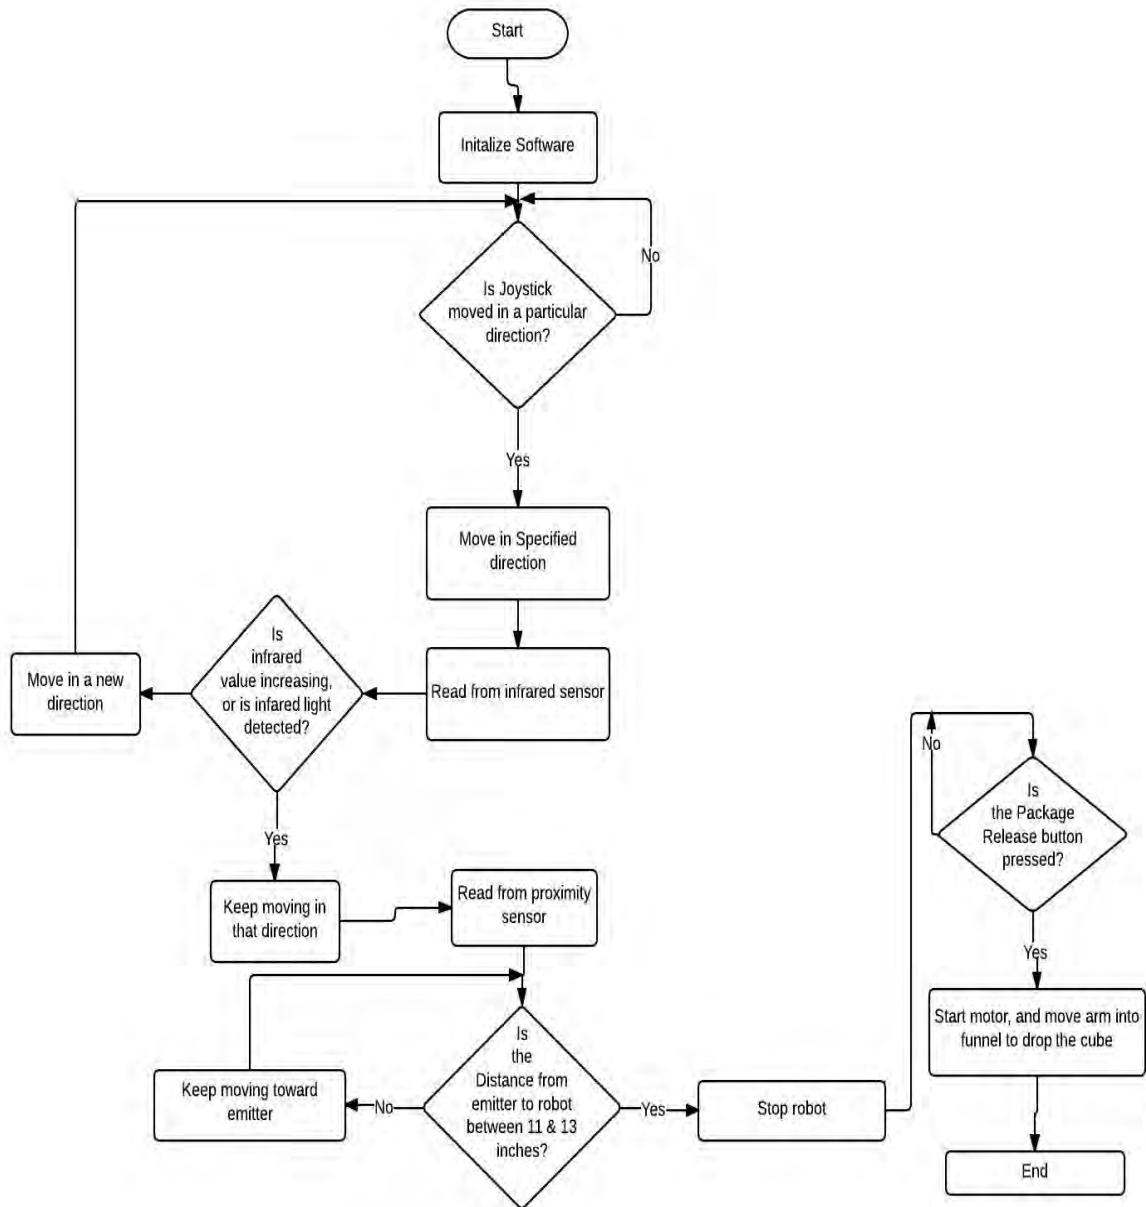 Start
Initalize Software
No
Is Joystick
moved in a particular
direction?
Yes
Move in Specified
direction
Read from infrared sensor
Is
infrared
value increasing,
or is infared light
detected?
Move in a new
direction
Yes
Keep moving in
that direction
Read from proximity
sensor
Is
the
Distance from
emitter to robot
between 11 & 13
inches?
No
Keep moving toward
emitter
Yes
Stop robot
No
Is
the Package
Release button
pressed?
Yes
Start motor, and move arm into
funnel to drop the cube
End